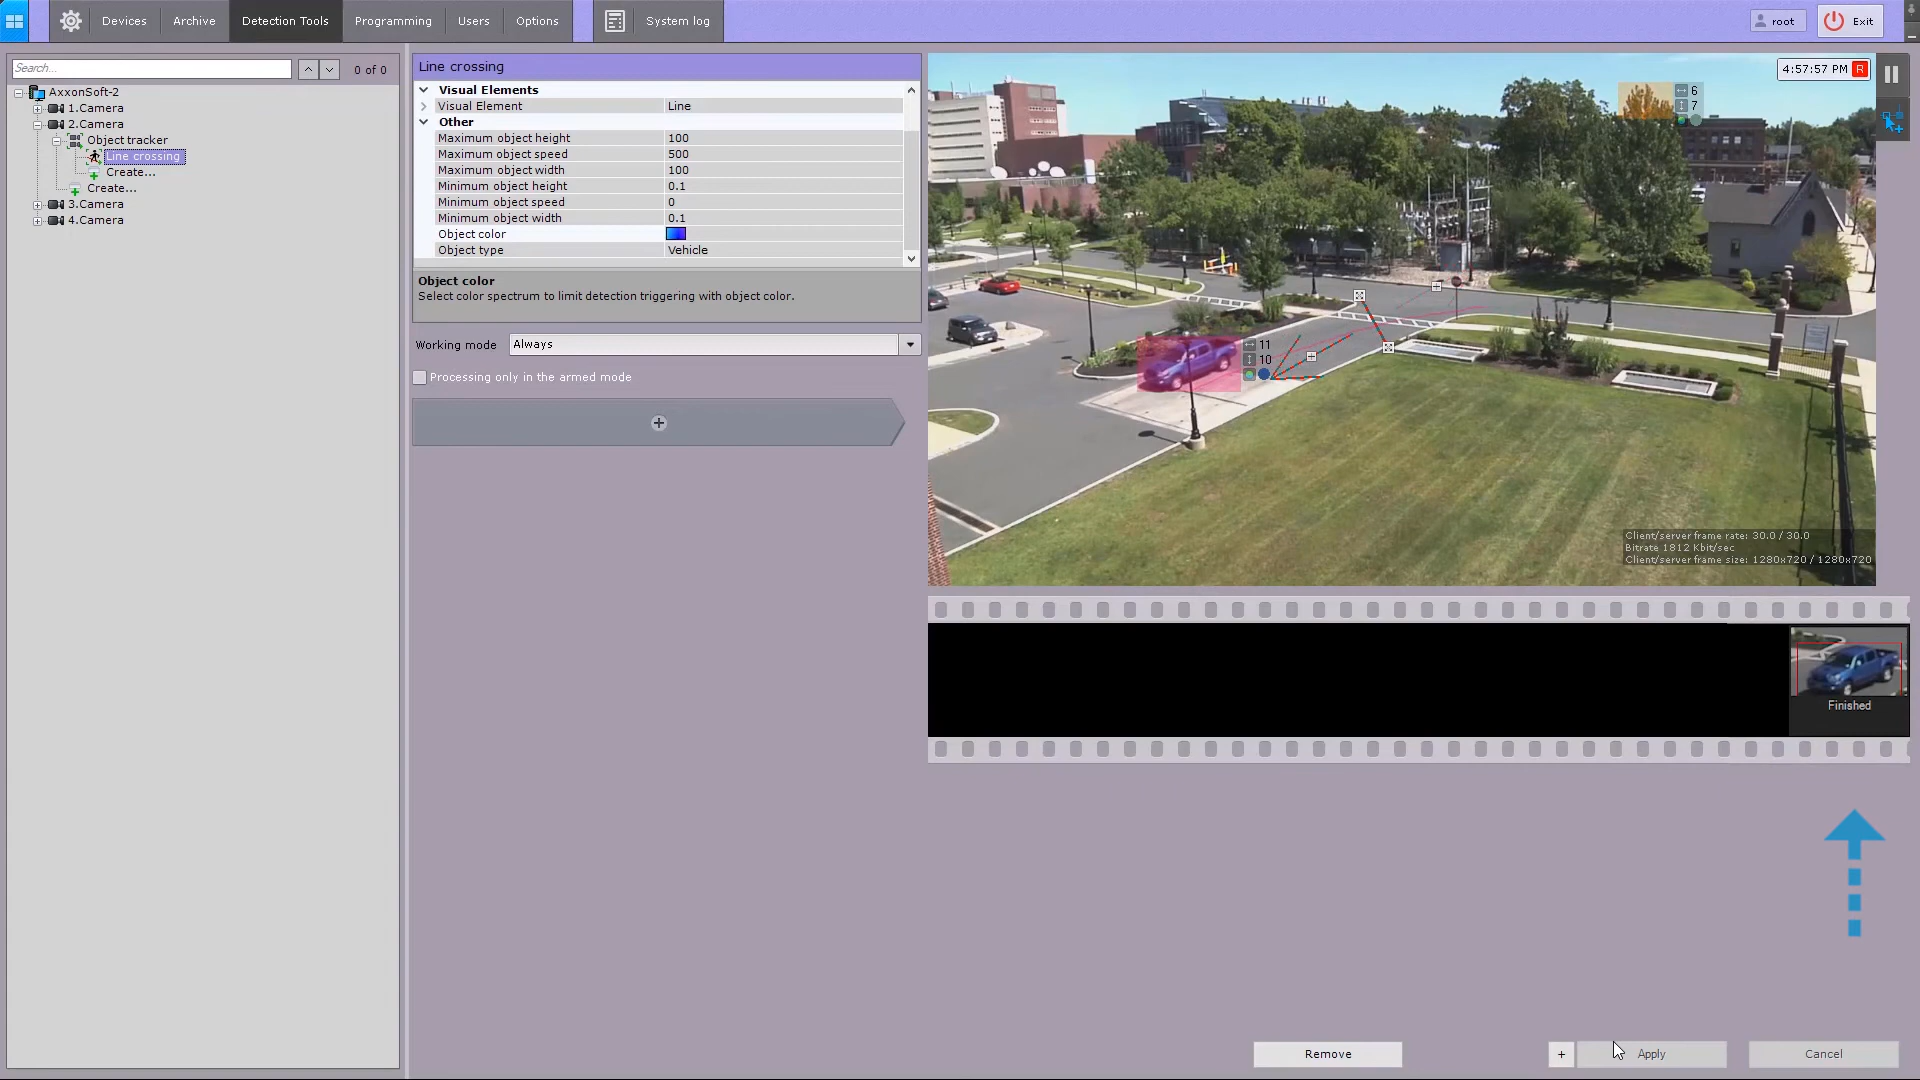 Devices
Archive
Detection Tools
Programming
Users
Options
System log
root
Exit
Search...
0 of 0
AxxonSoft-2
1.Camera
2.Camera
Object tracker
Line crossing
Create...
Create...
3.Camera
4.Camera
Line crossing
Visual Elements
Visual Element Line
Other
Maximum object height 100
Maximum object speed 500
Maximum object width 100
Minimum object height 0.1
Minimum object speed 0
Minimum object width 0.1
Object color
Object type Vehicle
Object color
Select color spectrum to limit detection triggering with object color.
Working mode Always
Processing only in the armed mode
4:57:57 PM R
6
7
11
10
Client/server frame rate: 30.0 / 30.0
Bitrate 1812 Kbit/sec
Client/server frame size: 1280x720 / 1280x720
Finished
Remove
+
Apply
Cancel